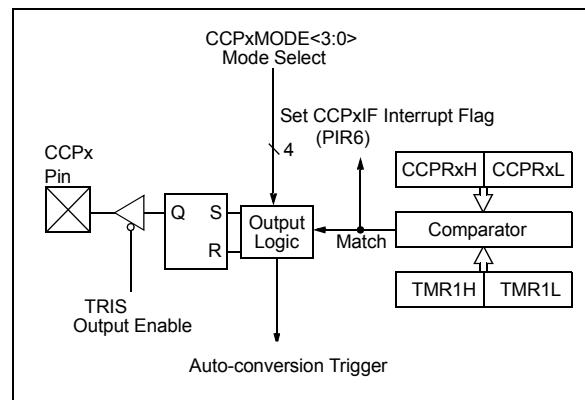 CCPxMODE<3:0>
Mode Select
Set CCPxIF Interrupt Flag
(PIR6)
4
CCPx
Pin
CCPRxH CCPRxL
Q S
R
Output
Logic
Match
Comparator
TMR1H TMR1L
TRIS
Output Enable
Auto-conversion Trigger